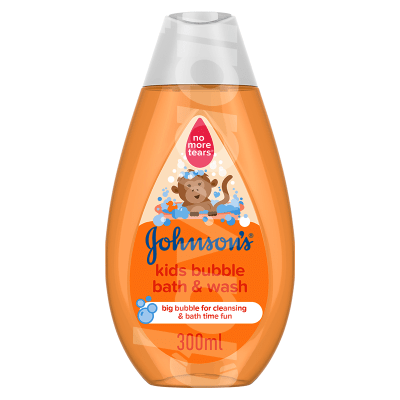 no
more
tears®
Johnson's®
kids bubble
bath & wash
big bubble for cleansing
& bath time fun
300ml